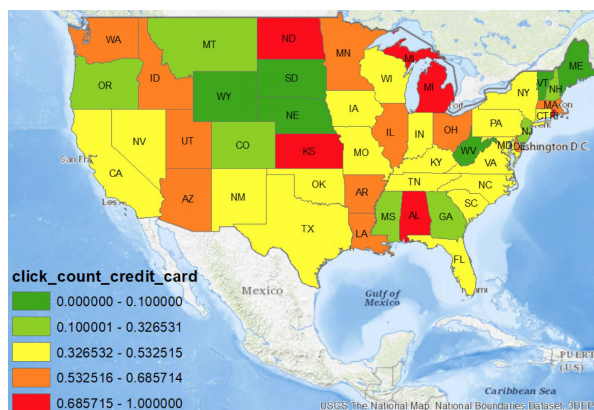 WA
MT
ND
MN
ME
OR
ID
SD
WI
MI
MI
VT
NH
NY
MA
CT
RI
WY
IA
NE
PA
NJ
NV
UT
CO
IL
IN
OH
MD
WV
VA
Washington D.C.
CA
KS
MO
KY
AZ
NM
OK
AR
TN
NC
SC
TX
LA
MS
AL
GA
FL
click_count_credit_card
0.000000 - 0.100000
0.100001 - 0.326531
0.326532 - 0.532515
0.532516 - 0.685714
0.685715 - 1.000000
Mexico
Gulf of
Mexico
PUERT
(US)
Caribbean Sea
USGS The National Map: National Boundaries Dataset, 3DEP